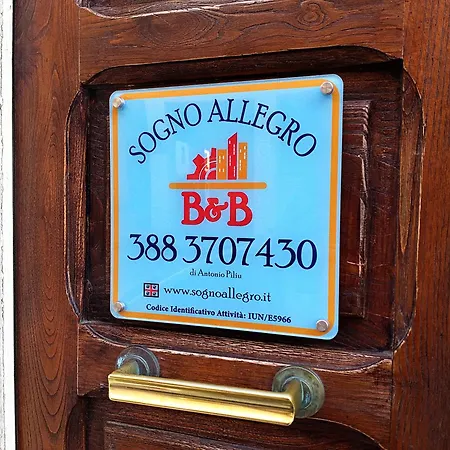 SOGNO ALLEGRO
B&B
388 3707430
di Antonio Piliu
www.sognoallegro.it
Codice Identificativo Attività: IUN/E5966